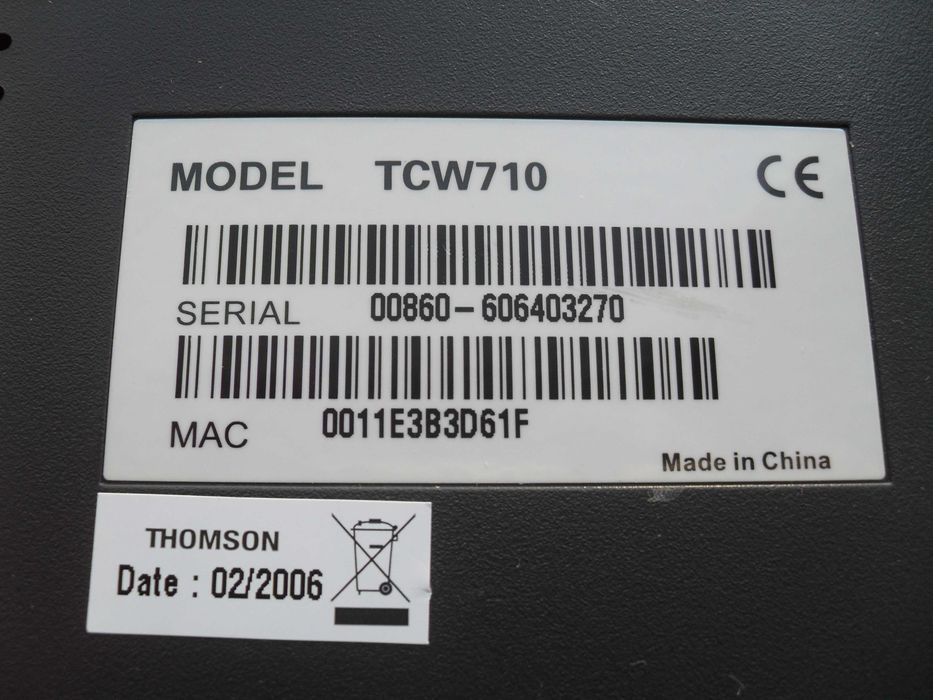 MODEL TCW710
CE
SERIAL 00860-606403270
MAC 0011E3B3D61F
Made in China
THOMSON
Date : 02/2006